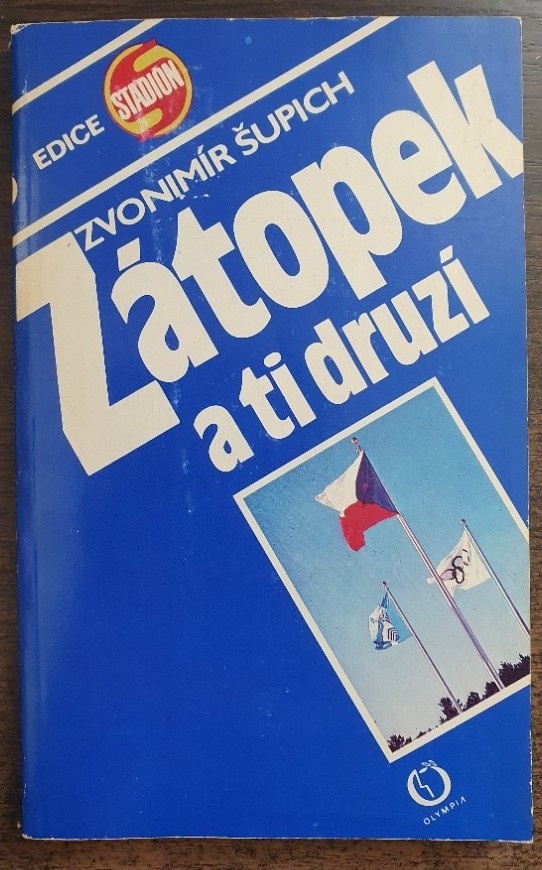 EDICE STADION
ZVONIMÍR ŠUPICH
Zátopek
a ti druzí
OLYMPIA